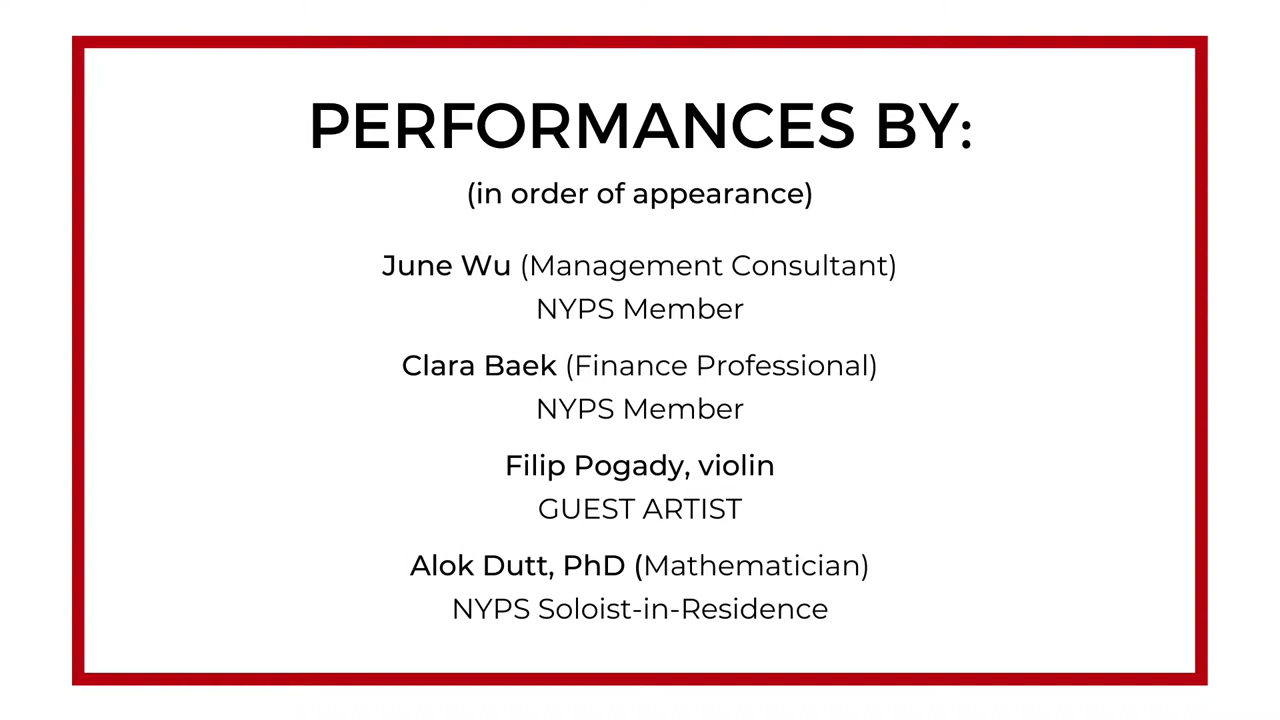 PERFORMANCES BY:
(in order of appearance)
June Wu (Management Consultant)
NYPS Member
Clara Baek (Finance Professional)
NYPS Member
Filip Pogady, violin
GUEST ARTIST
Alok Dutt, PhD (Mathematician)
NYPS Soloist-in-Residence